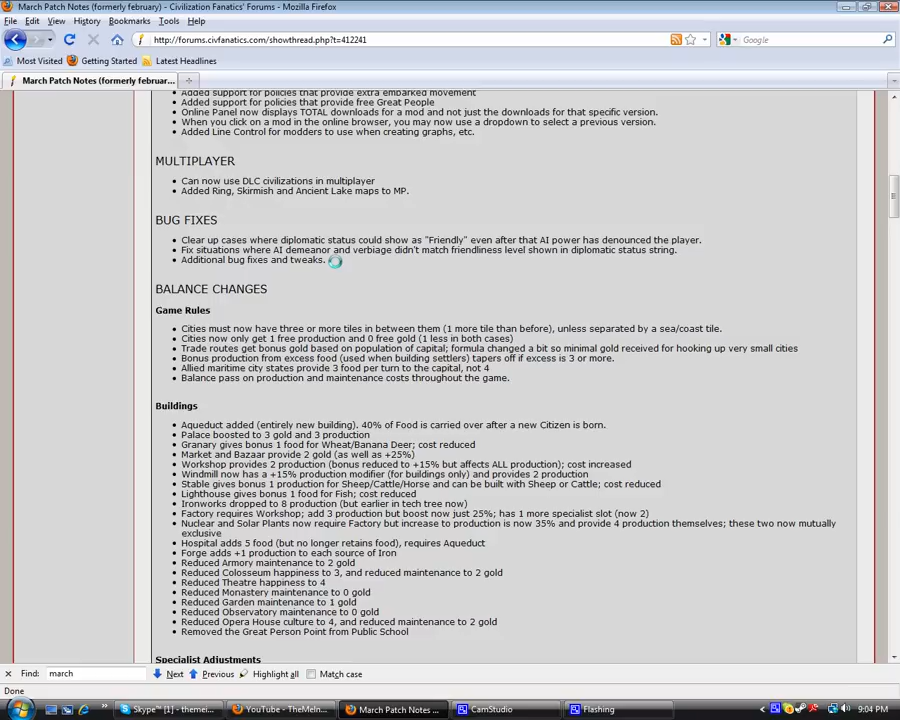 March Patch Notes (formerly february) - Civilization Fanatics' Forums - Mozilla Firefox
File Edit View History Bookmarks Tools Help
http://forums.civfanatics.com/showthread.php?t=412241
Google
Most Visited Getting Started Latest Headlines
March Patch Notes (formerly februar...
Added support for policies that provide extra embarked movement
Added support for policies that provide free Great People
Online Panel now displays TOTAL downloads for a mod and not just the downloads for that specific version.
When you click on a mod in the online browser, you may now use a dropdown to select a previous version.
Added Line Control for modders to use when creating graphs, etc.
MULTIPLAYER
Can now use DLC civilizations in multiplayer
Added Ring, Skirmish and Ancient Lake maps to MP.
BUG FIXES
Clear up cases where diplomatic status could show as "Friendly" even after that AI power has denounced the player.
Fix situations where AI demeanor and verbiage didn't match friendliness level shown in diplomatic status string.
Additional bug fixes and tweaks.
BALANCE CHANGES
Game Rules
Cities must now have three or more tiles in between them (1 more tile than before), unless separated by a sea/coast tile.
Cities now only get 1 free production and 0 free gold (1 less in both cases)
Trade routes get bonus gold based on population of capital; formula changed a bit so minimal gold received for hooking up very small cities
Bonus production from excess food (used when building settlers) tapers off if excess is 3 or more.
Allied maritime city states provide 3 food per turn to the capital, not 4
Balance pass on production and maintenance costs throughout the game.
Buildings
Aqueduct added (entirely new building). 40% of Food is carried over after a new Citizen is born.
Palace boosted to 3 gold and 3 production
Granary gives bonus 1 food for Wheat/Banana Deer; cost reduced
Market and Bazaar provide 2 gold (as well as +25%)
Workshop provides 2 production (bonus reduced to +15% but affects ALL production); cost increased
Windmill now has a +15% production modifier (for buildings only) and provides 2 production
Stable gives bonus 1 production for Sheep/Cattle/Horse and can be built with Sheep or Cattle; cost reduced
Lighthouse gives bonus 1 food for Fish; cost reduced
Ironworks dropped to 8 production (but earlier in tech tree now)
Factory requires Workshop; add 3 production but boost now just 25%; has 1 more specialist slot (now 2)
Nuclear and Solar Plants now require Factory but increase to production is now 35% and provide 4 production themselves; these two now mutually
exclusive
Hospital adds 5 food (but no longer retains food), requires Aqueduct
Forge adds +1 production to each source of Iron
Reduced Armory maintenance to 2 gold
Reduced Colosseum happiness to 3, and reduced maintenance to 2 gold
Reduced Theatre happiness to 4
Reduced Monastery maintenance to 0 gold
Reduced Garden maintenance to 1 gold
Reduced Observatory maintenance to 0 gold
Reduced Opera House culture to 4, and reduced maintenance to 2 gold
Removed the Great Person Point from Public School
Specialist Adjustments
Find: march Next Previous Highlight all Match case
Done
Skype™ [1] - themei... YouTube - TheMeIn... March Patch Notes ... CamStudio Flashing 9:04 PM